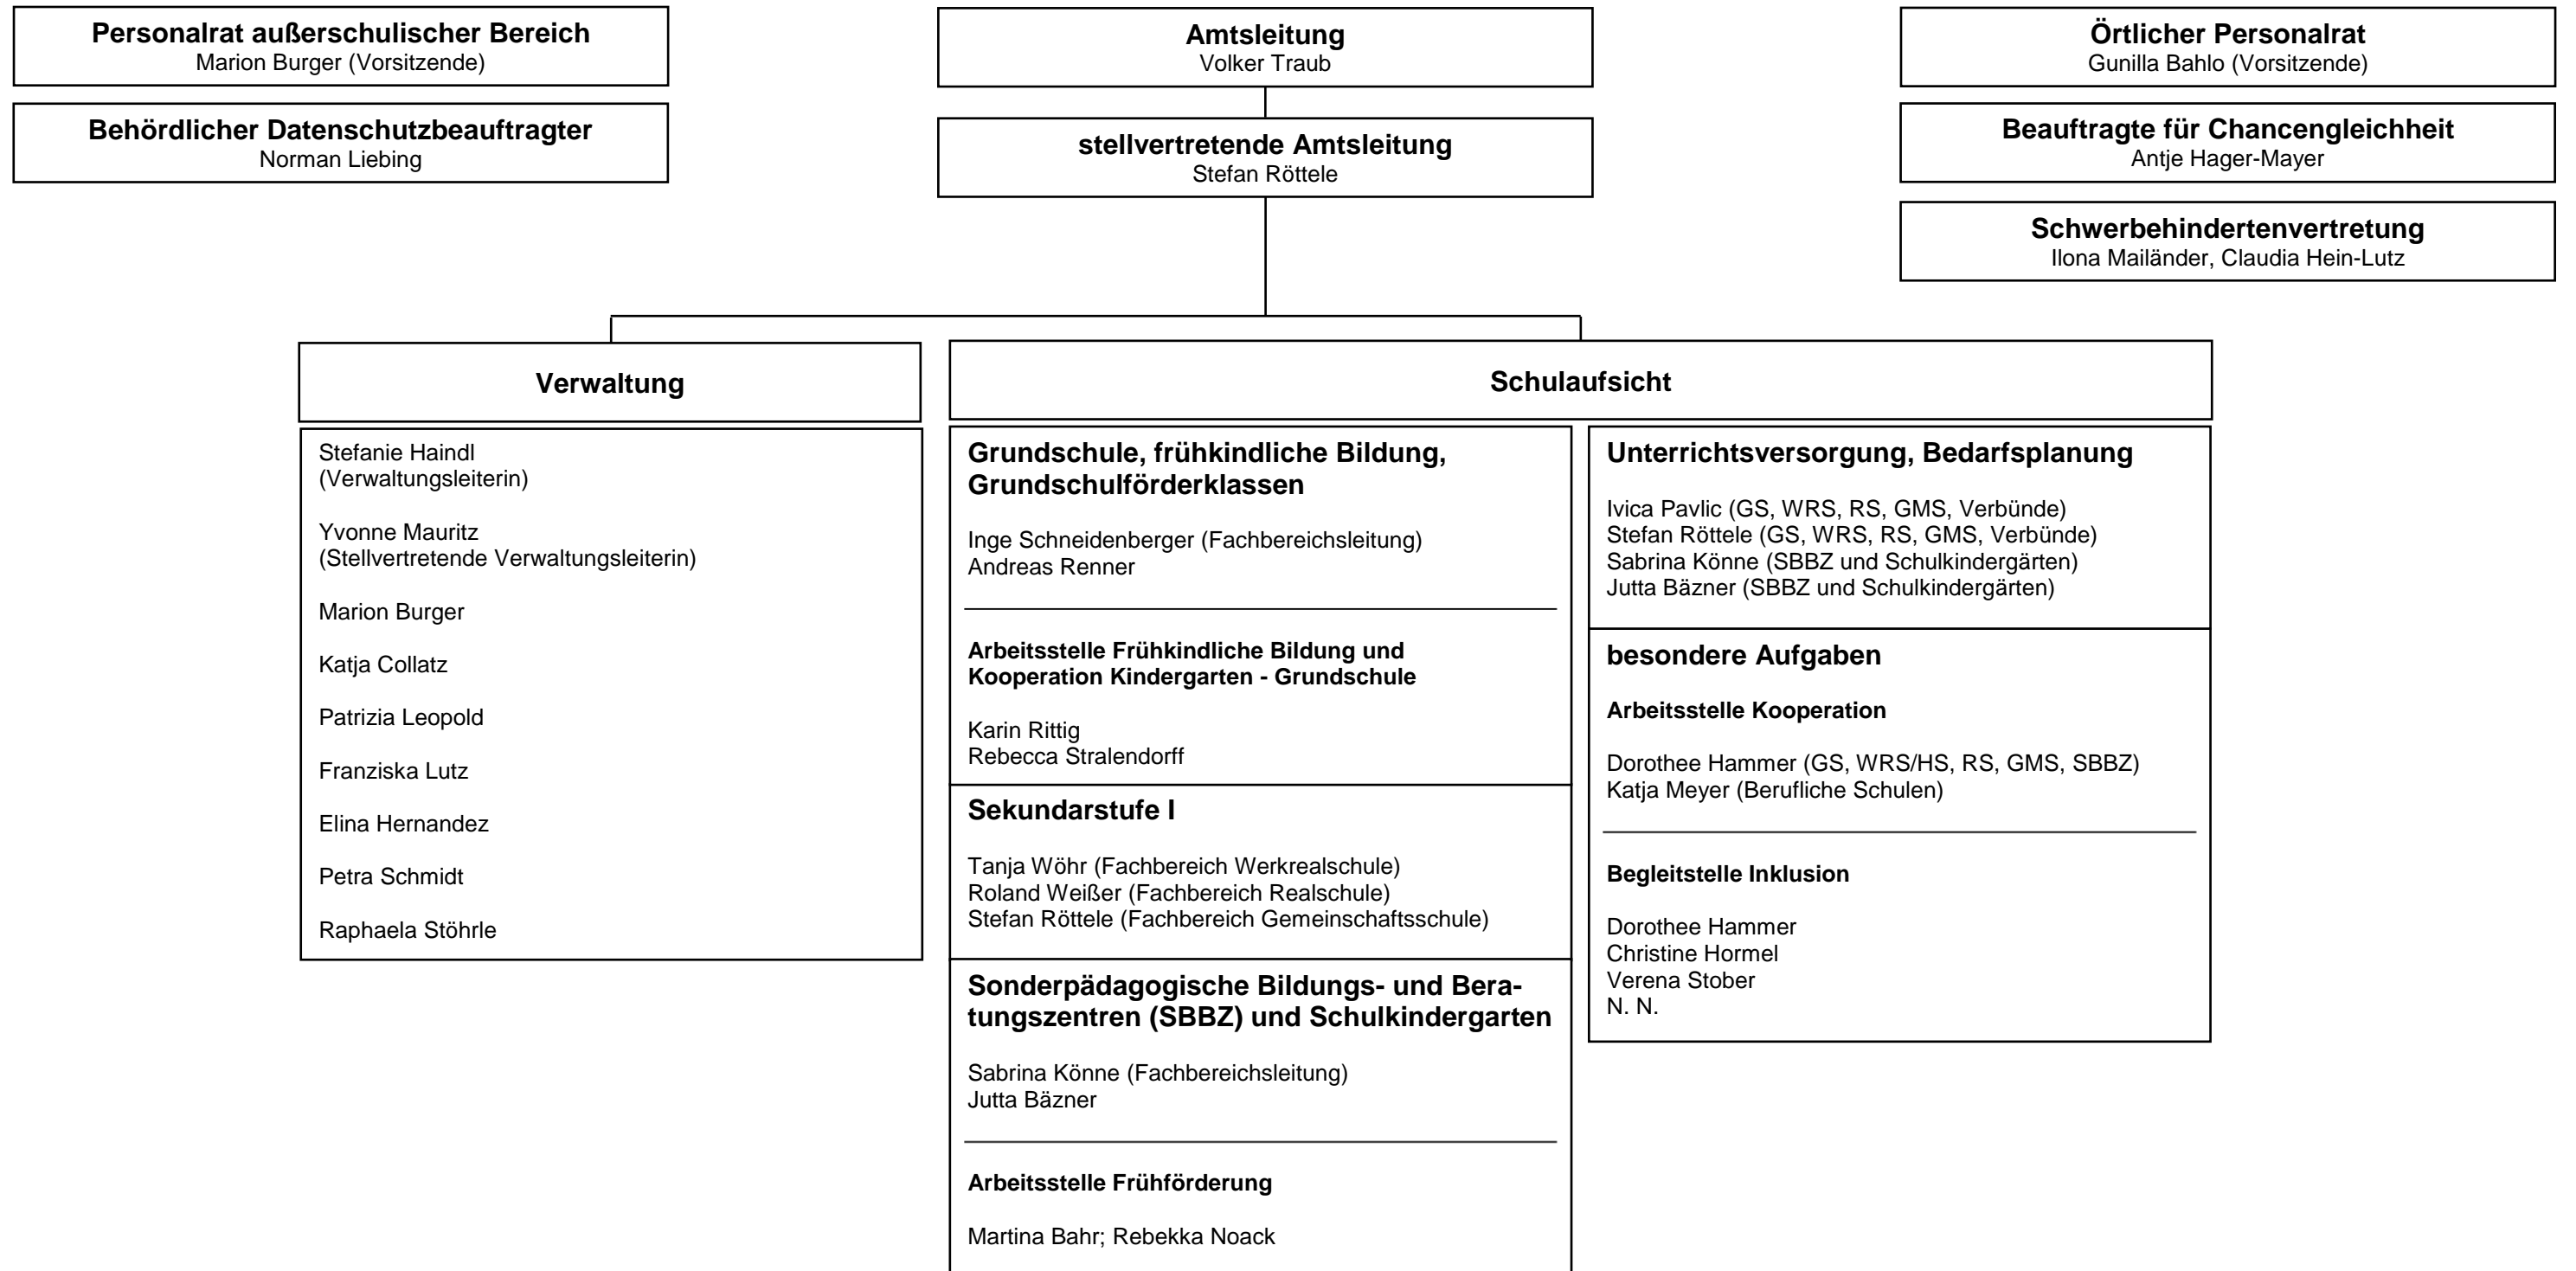 Personalrat außerschulischer Bereich
Marion Burger (Vorsitzende)
Behördlicher Datenschutzbeauftragter
Norman Liebing
Amtsleitung
Volker Traub
stellvertretende Amtsleitung
Stefan Röttele
Örtlicher Personalrat
Gunilla Bahlo (Vorsitzende)
Beauftragte für Chancengleichheit
Antje Hager-Mayer
Schwerbehindertenvertretung
Ilona Mailänder, Claudia Hein-Lutz
Verwaltung
Stefanie Haindl
(Verwaltungsleiterin)
Yvonne Mauritz
(Stellvertretende Verwaltungsleiterin)
Marion Burger
Katja Collatz
Patrizia Leopold
Franziska Lutz
Elina Hernandez
Petra Schmidt
Raphaela Stöhrle
Schulaufsicht
Grundschule, frühkindliche Bildung,
Grundschulförderklassen
Inge Schneidenberger (Fachbereichsleitung)
Andreas Renner
Arbeitsstelle Frühkindliche Bildung und
Kooperation Kindergarten - Grundschule
Karin Rittig
Rebecca Stralendorff
Sekundarstufe I
Tanja Wöhr (Fachbereich Werkrealschule)
Roland Weißer (Fachbereich Realschule)
Stefan Röttele (Fachbereich Gemeinschaftsschule)
Sonderpädagogische Bildungs- und Bera-
tungszentren (SBBZ) und Schulkindergarten
Sabrina Könne (Fachbereichsleitung)
Jutta Bäzner
Arbeitsstelle Frühförderung
Martina Bahr; Rebekka Noack
Unterrichtsversorgung, Bedarfsplanung
Ivica Pavlic (GS, WRS, RS, GMS, Verbünde)
Stefan Röttele (GS, WRS, RS, GMS, Verbünde)
Sabrina Könne (SBBZ und Schulkindergärten)
Jutta Bäzner (SBBZ und Schulkindergärten)
besondere Aufgaben
Arbeitsstelle Kooperation
Dorothee Hammer (GS, WRS/HS, RS, GMS, SBBZ)
Katja Meyer (Berufliche Schulen)
Begleitstelle Inklusion
Dorothee Hammer
Christine Hormel
Verena Stober
N. N.